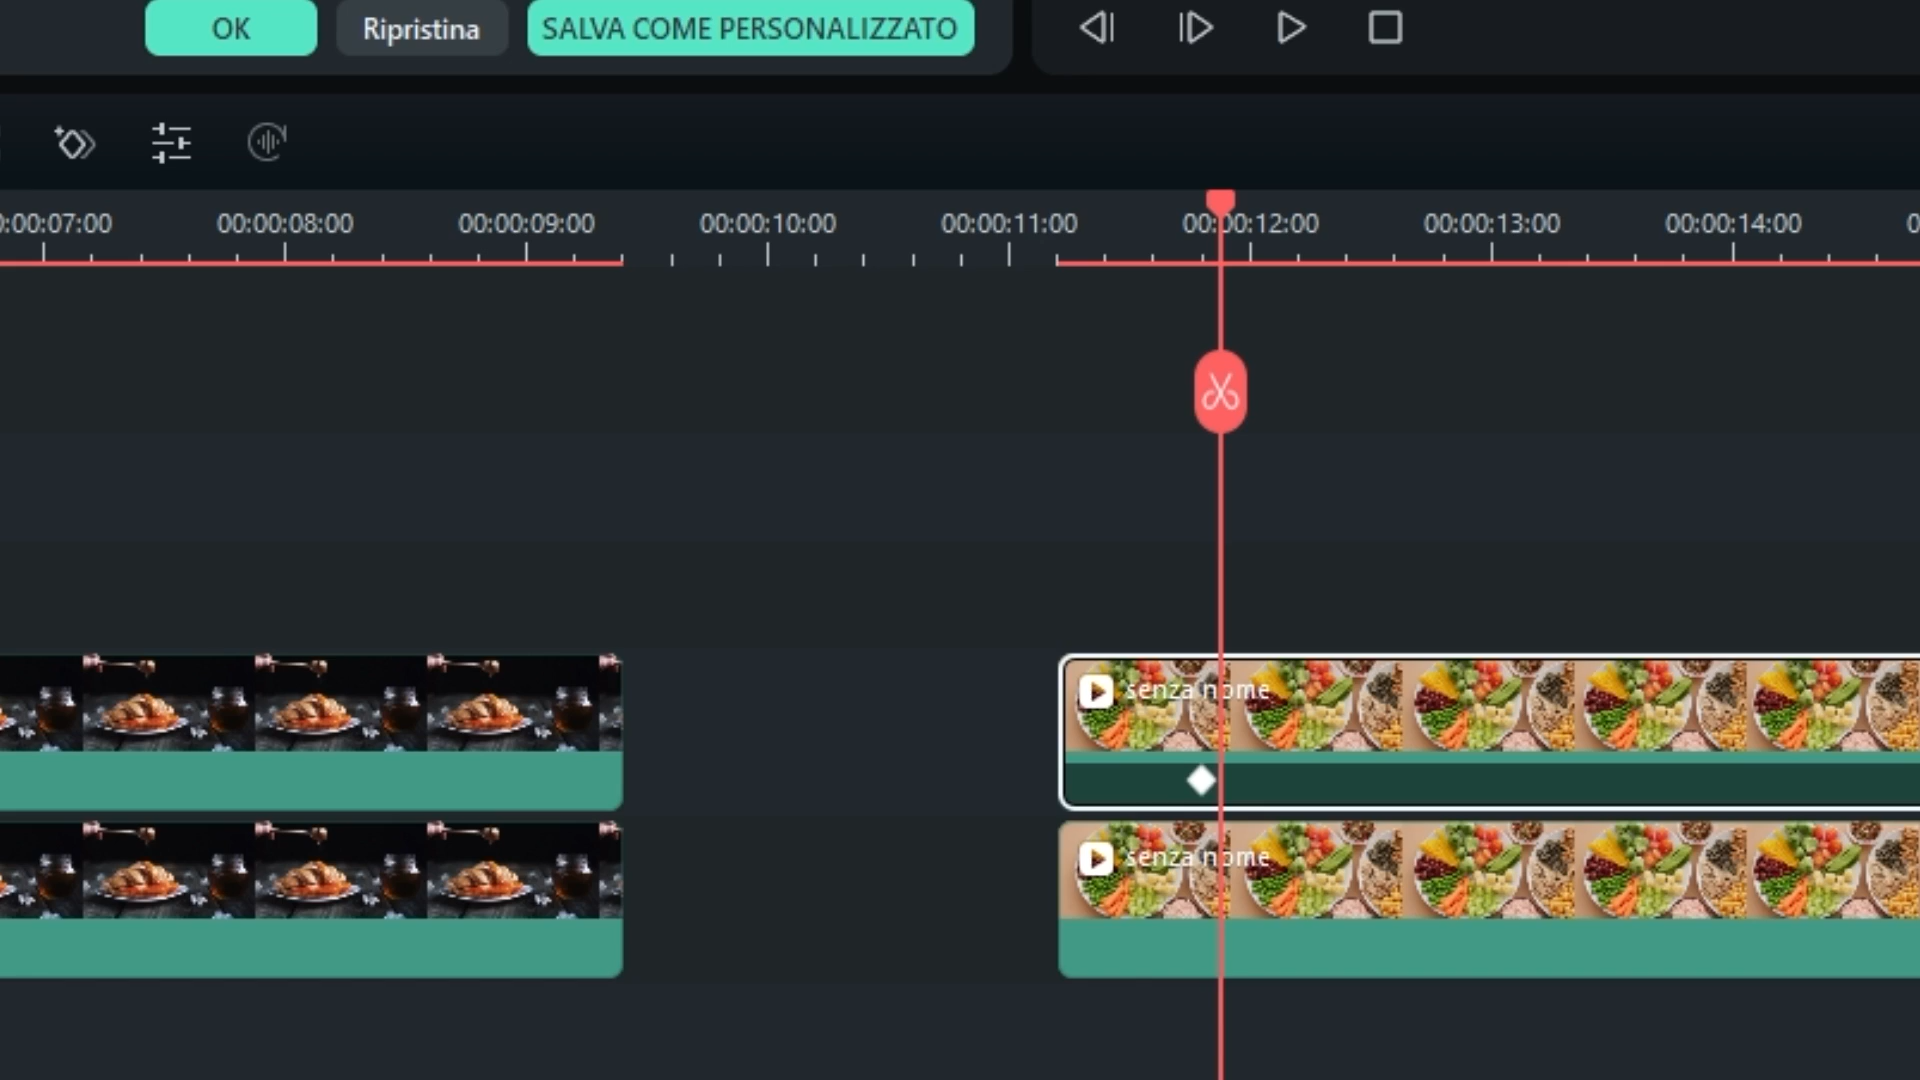 OK Ripristina SALVA COME PERSONALIZZATO
:00:07:00 00:00:08:00 00:00:09:00 00:00:10:00 00:00:11:00 00:00:12:00 00:00:13:00 00:00:14:00
senza nome
senza nome